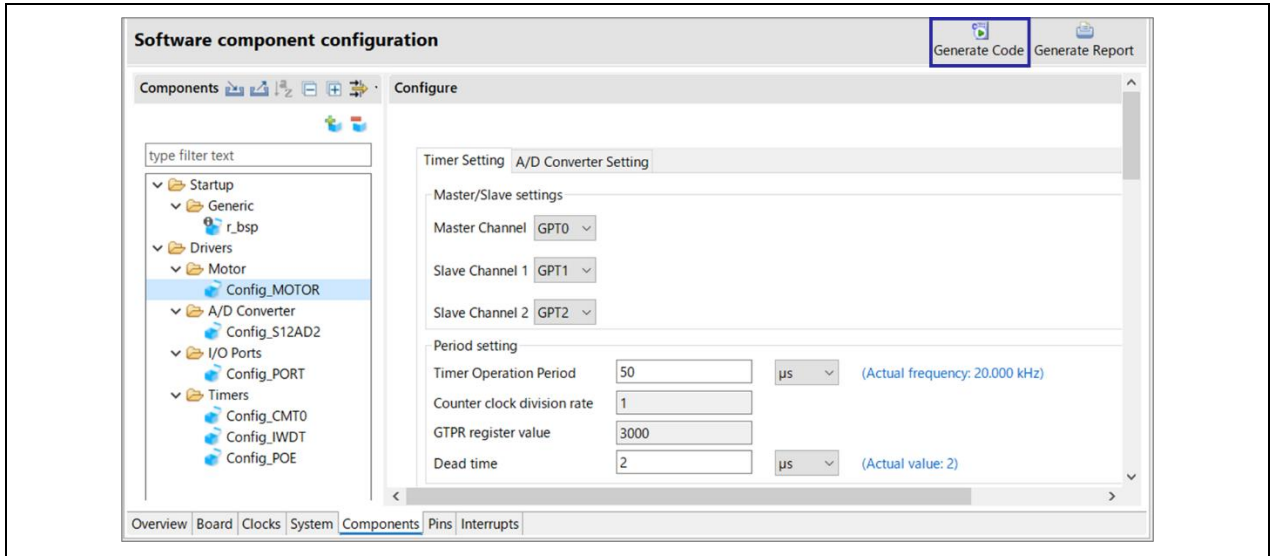 Software component configuration
Generate Code Generate Report
Components
Configure
type filter text
Startup
Generic
r_bsp
Drivers
Motor
Config_MOTOR
A/D Converter
Config_S12AD2
I/O Ports
Config_PORT
Timers
Config_CMT0
Config_IWDT
Config_POE
Timer Setting A/D Converter Setting
Master/Slave settings
Master Channel GPT0
Slave Channel 1 GPT1
Slave Channel 2 GPT2
Period setting
Timer Operation Period 50 µs (Actual frequency: 20.000 kHz)
Counter clock division rate 1
GTPR register value 3000
Dead time 2 µs (Actual value: 2)
Overview Board Clocks System Components Pins Interrupts